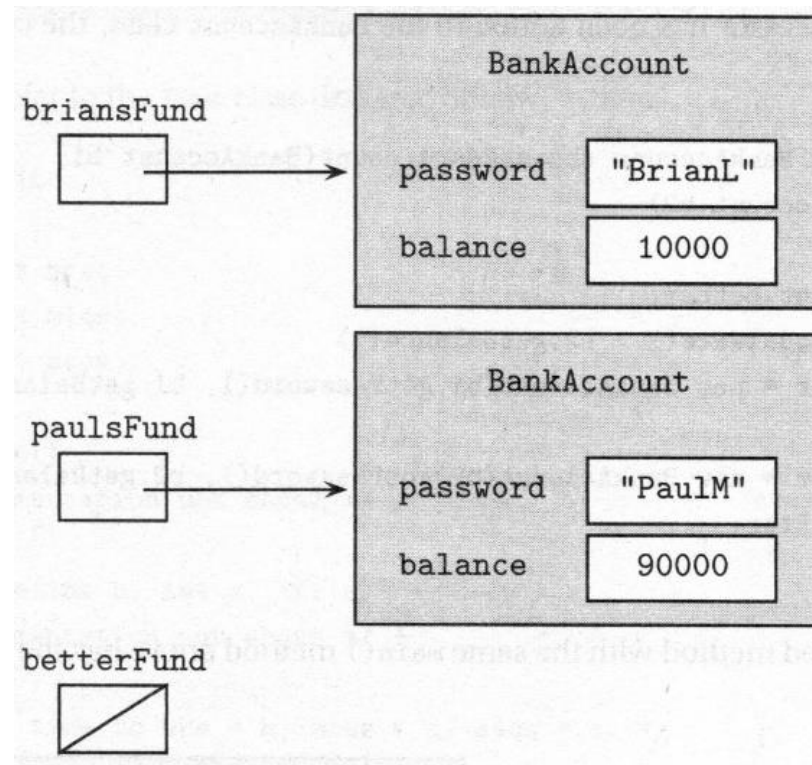 BankAccount
briansFund
password "BrianL"
balance 10000
BankAccount
paulsFund
password "PaulM"
balance 90000
betterFund